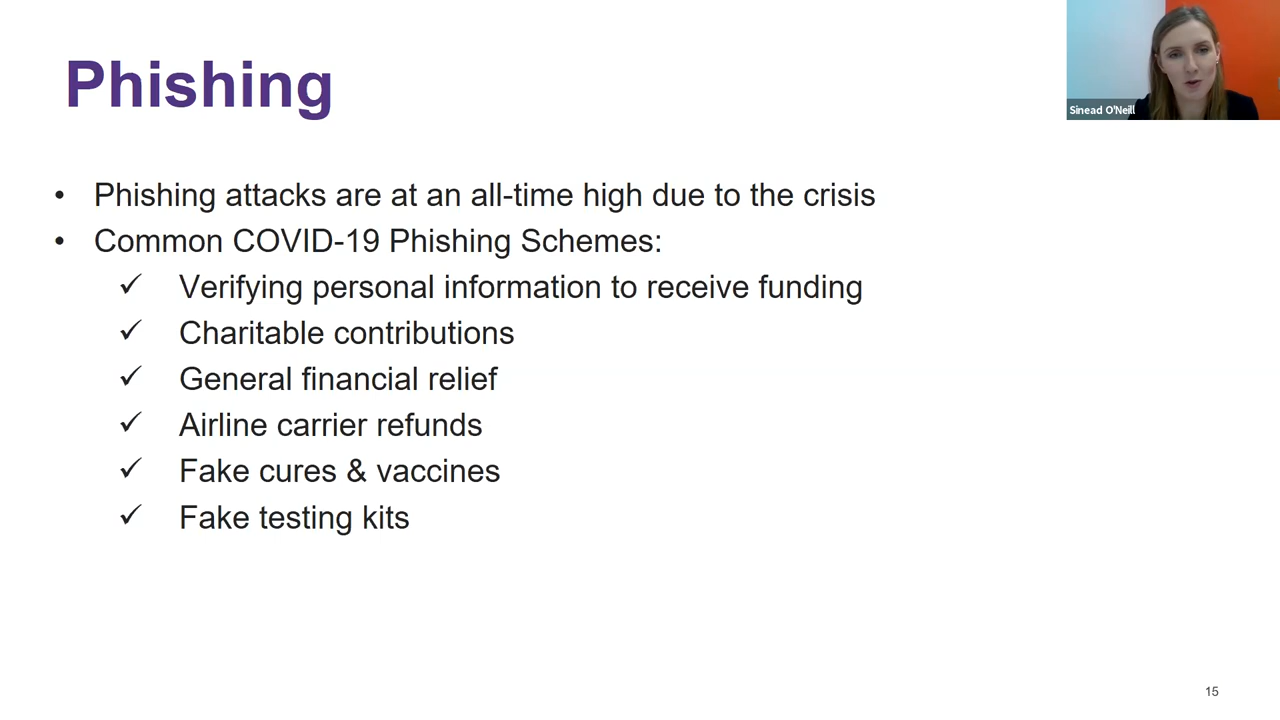 Phishing
Sinead O'Neill
• Phishing attacks are at an all-time high due to the crisis
• Common COVID-19 Phishing Schemes:
✓ Verifying personal information to receive funding
✓ Charitable contributions
✓ General financial relief
✓ Airline carrier refunds
✓ Fake cures & vaccines
✓ Fake testing kits
15